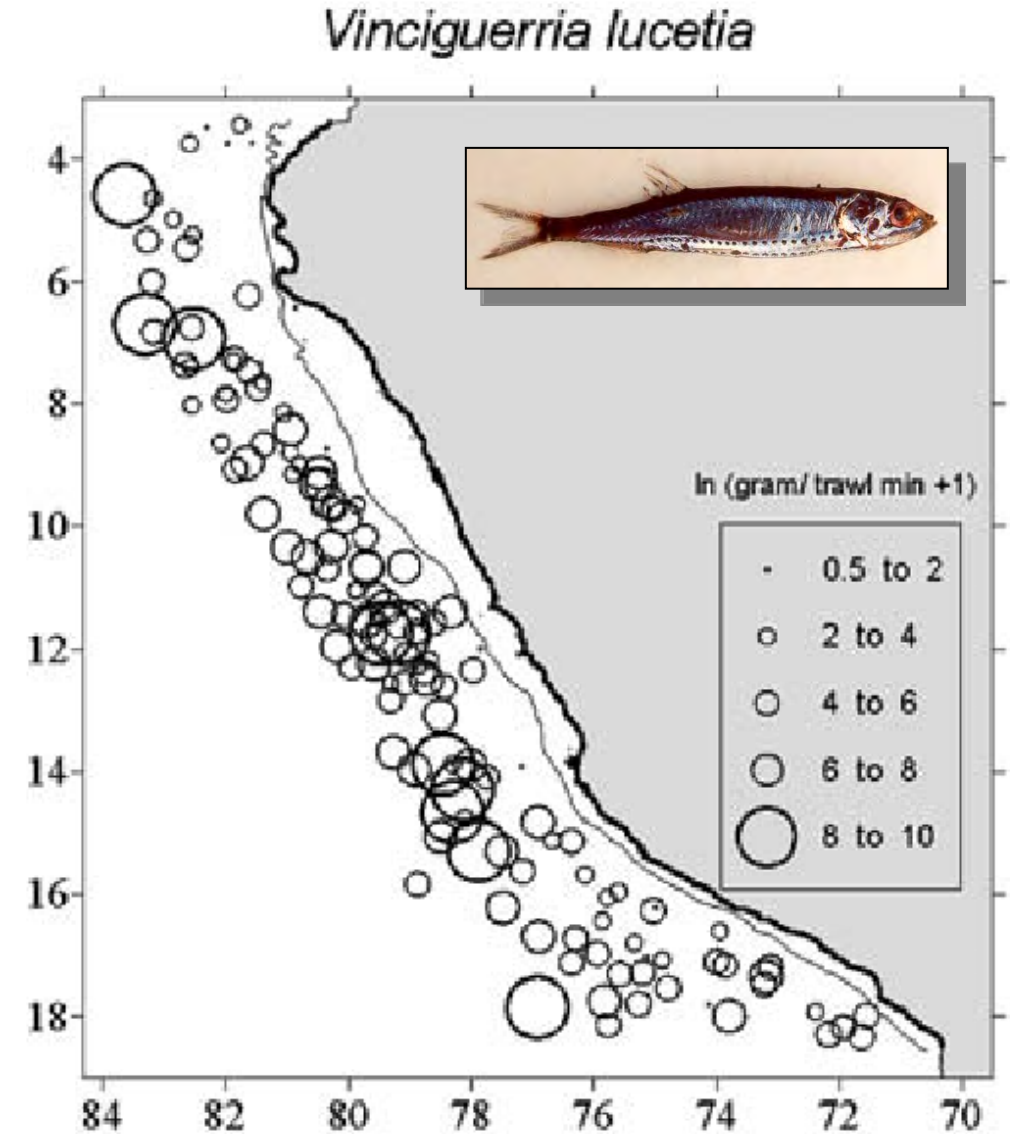 Vinciguerria lucetia
4
6
8
10
12
14
16
18
ln (gram/ trawl min +1)
0.5 to 2
2 to 4
4 to 6
6 to 8
8 to 10
84 82 80 78 76 74 72 70